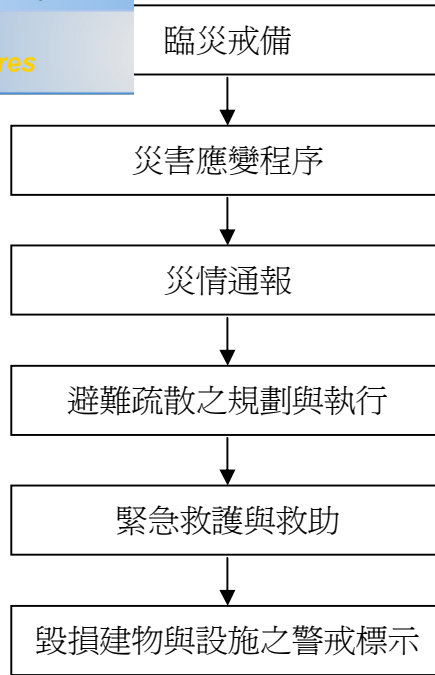 res
臨災戒備
災害應變程序
災情通報
避難疏散之規劃與執行
緊急救護與救助
毀損建物與設施之警戒標示